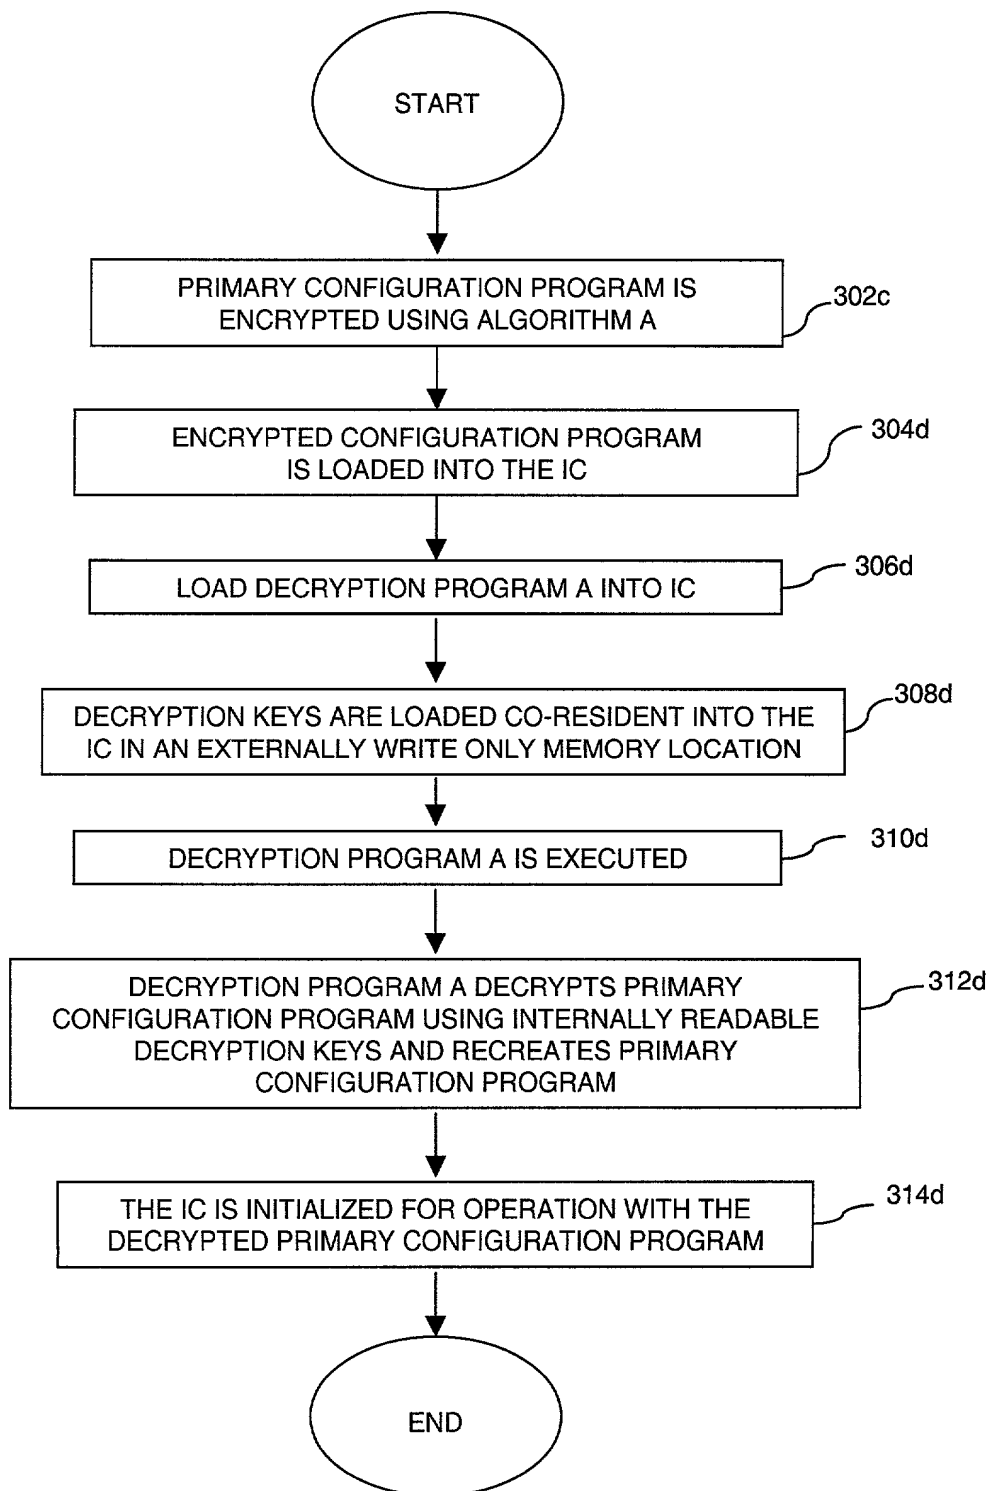 START
PRIMARY CONFIGURATION PROGRAM IS
ENCRYPTED USING ALGORITHM A
302c
ENCRYPTED CONFIGURATION PROGRAM
IS LOADED INTO THE IC
304d
LOAD DECRYPTION PROGRAM A INTO IC
306d
DECRYPTION KEYS ARE LOADED CO-RESIDENT INTO THE
IC IN AN EXTERNALLY WRITE ONLY MEMORY LOCATION
308d
DECRYPTION PROGRAM A IS EXECUTED
310d
DECRYPTION PROGRAM A DECRYPTS PRIMARY
CONFIGURATION PROGRAM USING INTERNALLY READABLE
DECRYPTION KEYS AND RECREATES PRIMARY
CONFIGURATION PROGRAM
312d
THE IC IS INITIALIZED FOR OPERATION WITH THE
DECRYPTED PRIMARY CONFIGURATION PROGRAM
314d
END